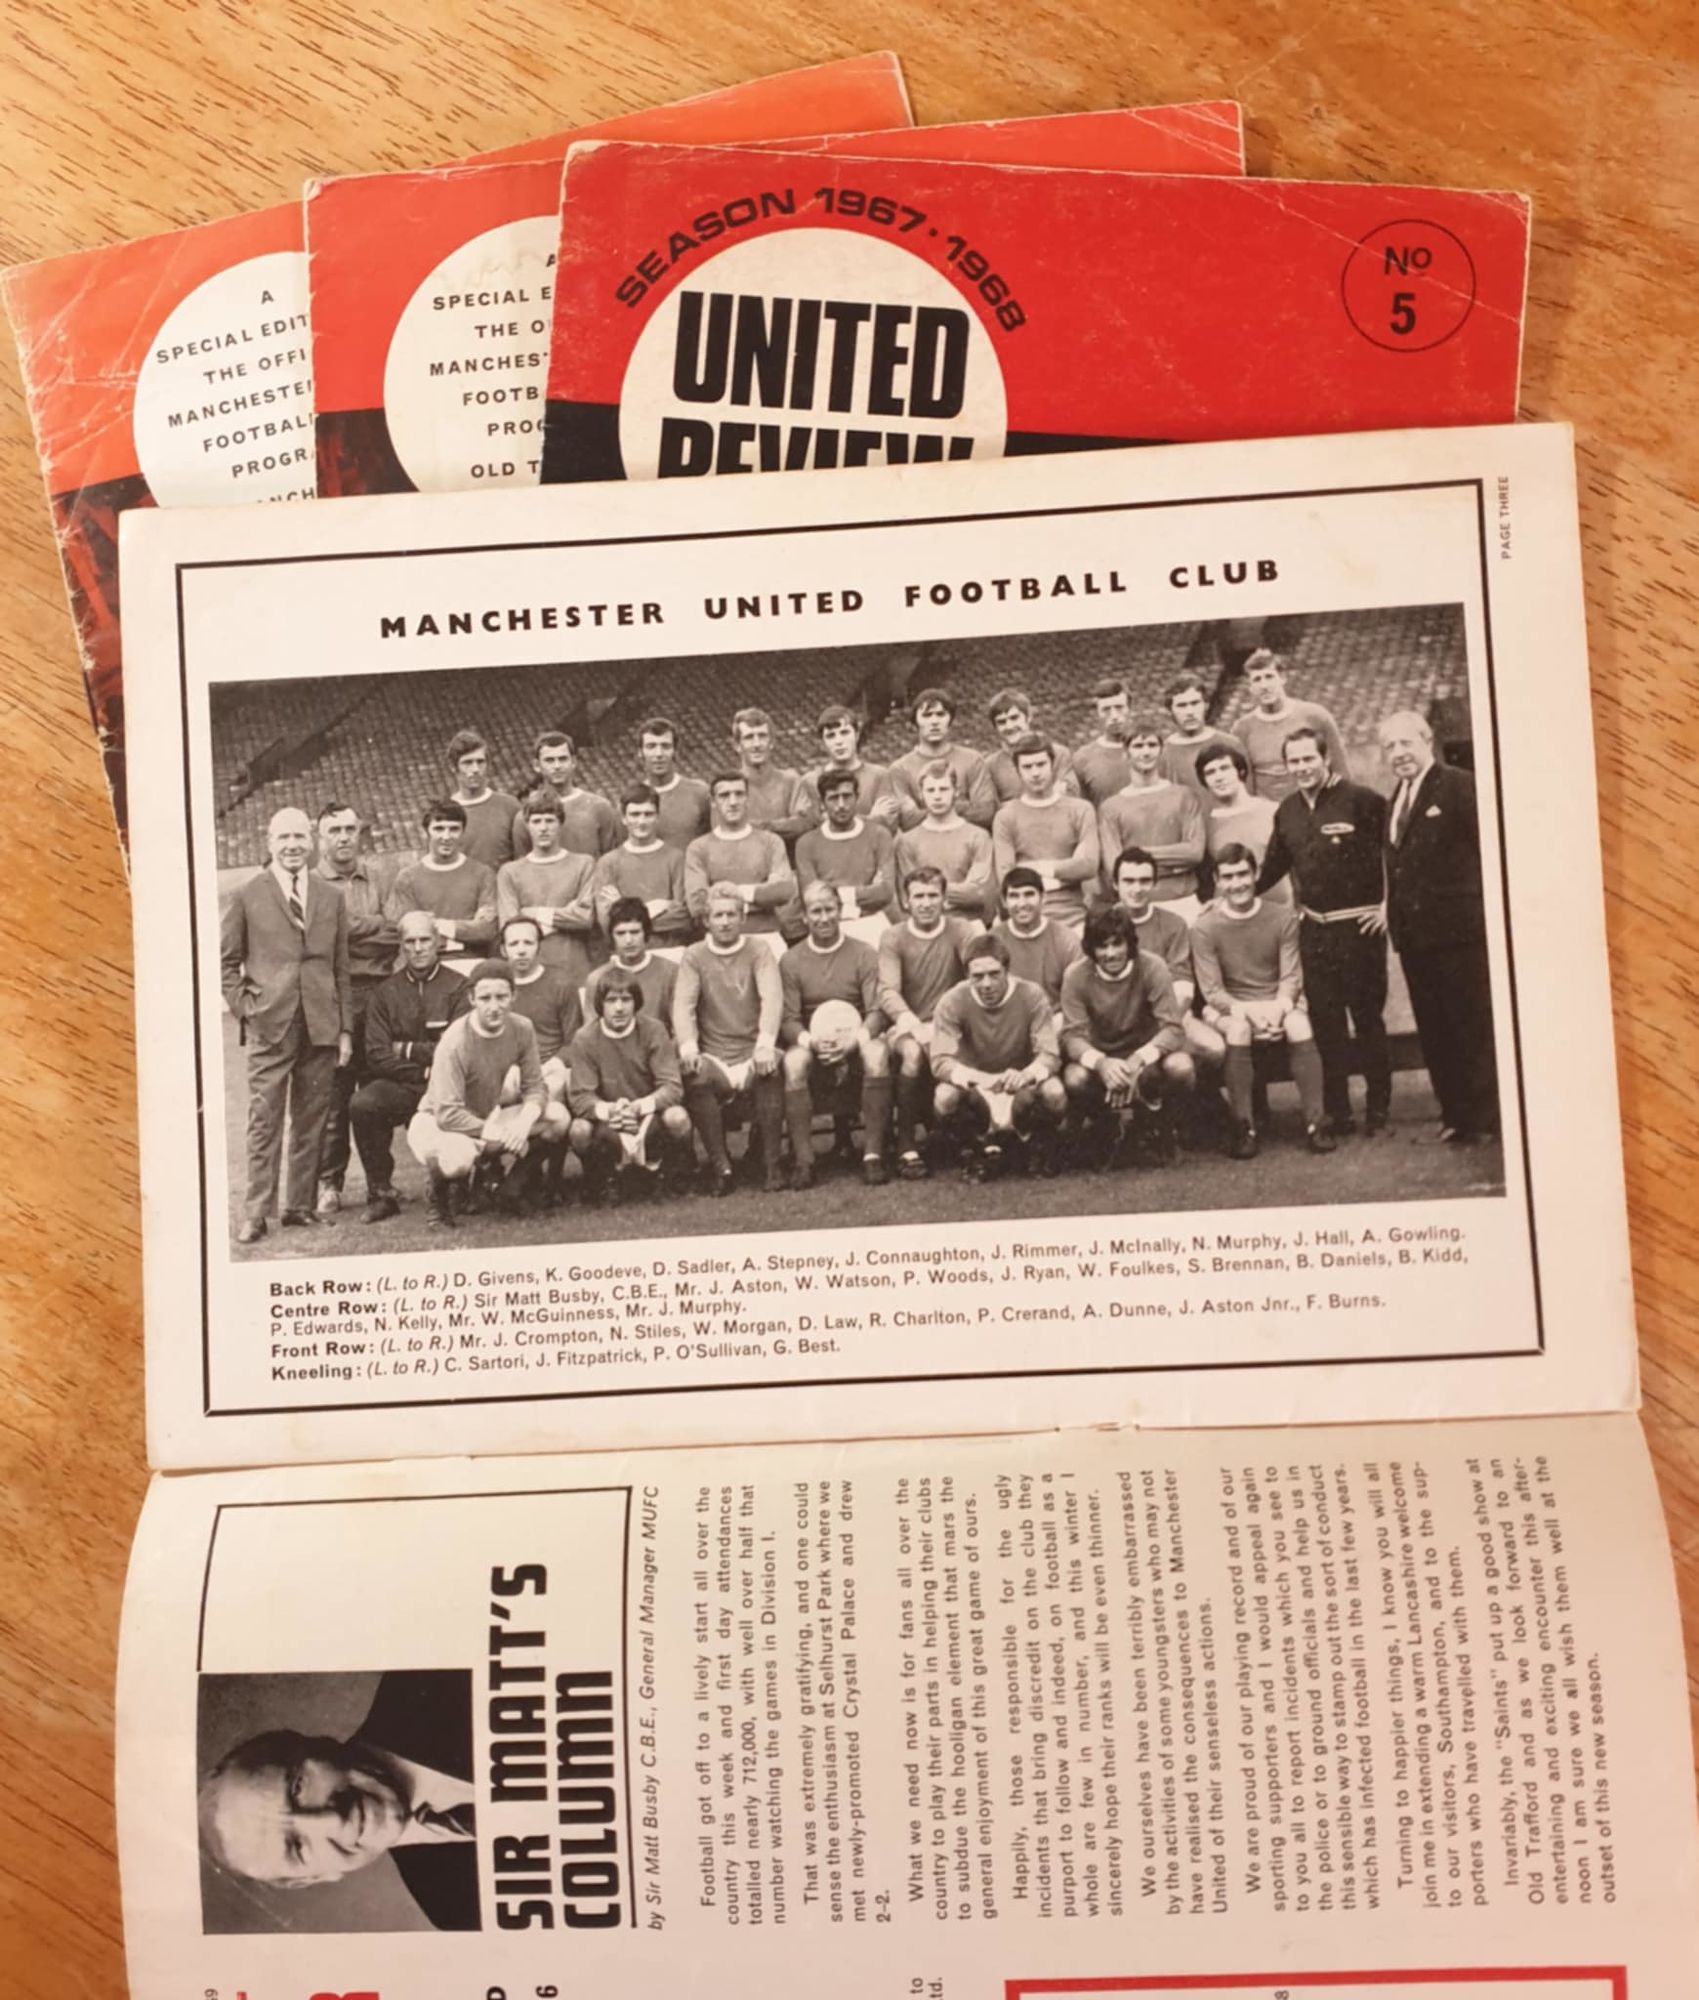 A
SPECIAL EDIT
THE OFFI
MANCHESTE
FOOTBAL
PROGR
NCH
A
SPECIAL E
THE O
MANCHES
FOOTB
PROG
OLD T
SEASON 1967·1968
UNITED
REVIEW
No
5
PAGE THREE
MANCHESTER UNITED FOOTBALL CLUB
Back Row: (L. to R.) D. Givens, K. Goodeve, D. Sadler, A. Stepney, J. Connaughton, J. Rimmer, J. McInally, N. Murphy, J. Hall, A. Gowling.
Centre Row: (L. to R.) Sir Matt Busby, C.B.E., Mr. J. Aston, W. Watson, P. Woods, J. Ryan, W. Foulkes, S. Brennan, B. Daniels, B. Kidd,
P. Edwards, N. Kelly, Mr. W. McGuinness, Mr. J. Murphy.
Front Row: (L. to R.) Mr. J. Crompton, N. Stiles, W. Morgan, D. Law, R. Charlton, P. Crerand, A. Dunne, J. Aston Jnr., F. Burns.
Kneeling: (L. to R.) C. Sartori, J. Fitzpatrick, P. O'Sullivan, G. Best.
SIR MATT'S
COLUMN
by Sir Matt Busby C.B.E., General Manager MUFC
Football got off to a lively start all over the
country this week and first day attendances
totalled nearly 712,000, with well over half that
number watching the games in Division I.
That was extremely gratifying, and one could
sense the enthusiasm at Selhurst Park where we
met newly-promoted Crystal Palace and drew
2-2.
What we need now is for fans all over the
country to play their parts in helping their clubs
to subdue the hooligan element that mars the
general enjoyment of this great game of ours.
Happily, those responsible for the ugly
incidents that bring discredit on the club they
purport to follow and indeed, on football as a
whole are few in number, and this winter I
sincerely hope their ranks will be even thinner.
We ourselves have been terribly embarrassed
by the activities of some youngsters who may not
have realised the consequences to Manchester
United of their senseless actions.
We are proud of our playing record and of our
sporting supporters and I would appeal again
to you all to report incidents which you see to
the police or to ground officials and help us in
this sensible way to stamp out the sort of conduct
which has infected football in the last few years.
Turning to happier things, I know you will all
join me in extending a warm Lancashire welcome
to our visitors, Southampton, and to the sup-
porters who have travelled with them.
Invariably, the "Saints" put up a good show at
Old Trafford and as we look forward to an
entertaining and exciting encounter this after-
noon I am sure we all wish them well at the
outset of this new season.
to
td.